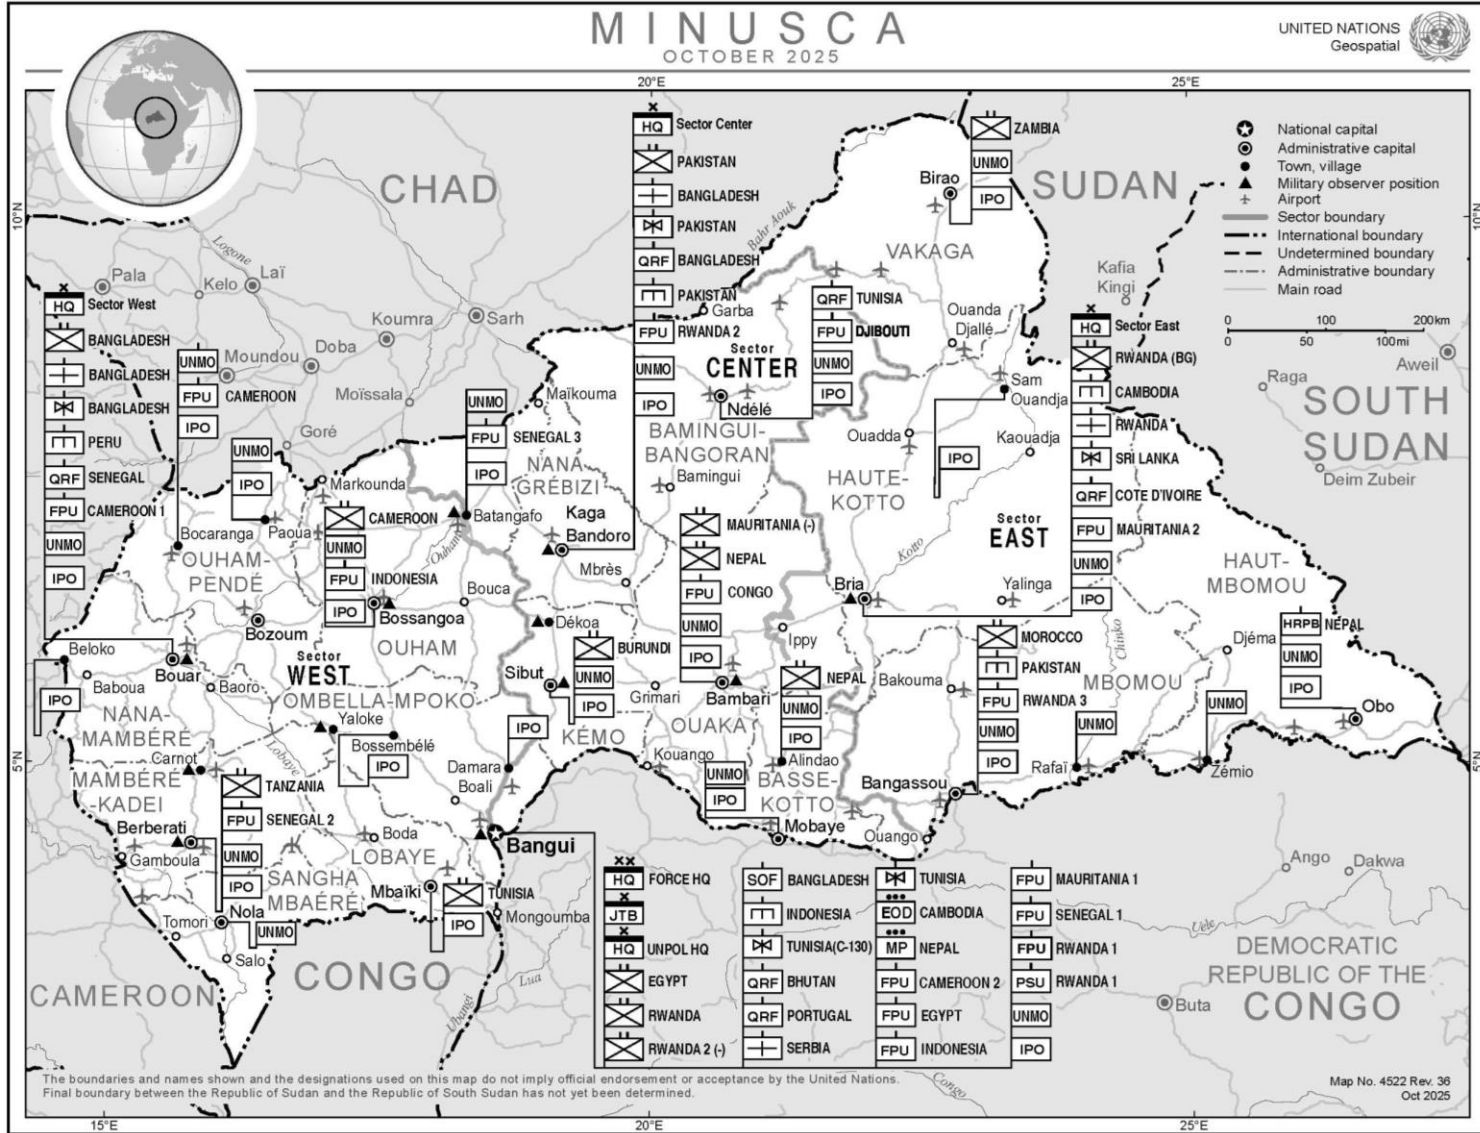 MINUSCA
OCTOBER 2025
UNITED NATIONS
Geospatial
20°E
25°E
10°N
10°N
5°N
5°N
15°E
20°E
25°E
National capital
Administrative capital
Town, village
Military observer position
Airport
Sector boundary
International boundary
Undetermined boundary
Administrative boundary
Main road
0 100 200 km
0 50 100 mi
CHAD
SUDAN
SOUTH
SUDAN
DEMOCRATIC
REPUBLIC OF THE
CONGO
CONGO
CAMEROON
Logone
Bahr Aouk
Pala
Kelo
Laï
Koumra
Sarh
Moundou
Doba
Moïssala
Goré
Kafia
Kingi
Raga
Aweil
Deim Zubeir
Ango
Dakwa
Uele
Buta
Congo
Lua
Ubangi
HQ Sector West
BANGLADESH
BANGLADESH
BANGLADESH
PERU
QRF SENEGAL
FPU CAMEROON 1
UNMO
IPO
UNMO
FPU CAMEROON
IPO
Bocaranga
UNMO
IPO
Paoua
Markounda
CAMEROON
UNMO
FPU INDONESIA
IPO
Bossangoa
UNMO
FPU SENEGAL 3
IPO
Batangafo
Ouham
Maïkouma
NANA
GRÉBIZI
Kaga
Bandoro
HQ Sector Center
PAKISTAN
BANGLADESH
PAKISTAN
QRF BANGLADESH
PAKISTAN
FPU RWANDA 2
UNMO
IPO
Garba
Sector
CENTER
Ndélé
QRF TUNISIA
FPU DJIBOUTI
UNMO
IPO
BAMINGUI-
BANGORAN
Bamingui
ZAMBIA
UNMO
IPO
Birao
VAKAGA
Ouanda
Djallé
Sam
Ouandja
IPO
Ouadda
Kaouadja
HAUTE-
KOTTO
Kotto
Sector
EAST
HQ Sector East
RWANDA (BG)
CAMBODIA
RWANDA
SRI LANKA
QRF COTE D'IVOIRE
FPU MAURITANIA 2
UNMO
IPO
Bria
Yalinga
HAUT-
MBOMOU
Djéma
HRPB NEPAL
UNMO
IPO
Obo
Chinko
MBOMOU
UNMO
Zémio
UNMO
Rafaï
MOROCCO
PAKISTAN
FPU RWANDA 3
UNMO
IPO
Bangassou
Bakouma
Ouango
Ippy
MAURITANIA (-)
NEPAL
FPU CONGO
UNMO
IPO
Bambari
NEPAL
UNMO
IPO
Alindao
OUAKA
BASSE-
KOTTO
UNMO
IPO
Mobaye
Kouango
Grimari
Mbrès
Dékoa
BURUNDI
UNMO
IPO
Sibut
KÉMO
IPO
Damara
Boali
Bouca
OUHAM-
PENDÉ
Bozoum
OUHAM
Sector
WEST
OMBELLA-MPOKO
Yaloke
Bossembélé
IPO
Beloko
IPO
Baboua
Bouar
Baoro
NANA-
MAMBÉRÉ
Lobaye
Carnot
MAMBÉRÉ
-KADEI
Berberati
Gamboula
TANZANIA
FPU SENEGAL 2
UNMO
IPO
Nola
UNMO
Tomori
Salo
SANGHA
MBAÉRÉ
Boda
LOBAYE
Mbaïki
TUNISIA
IPO
Mongoumba
Bangui
HQ FORCE HQ
JTB
HQ UNPOL HQ
EGYPT
RWANDA
RWANDA 2 (-)
SOF BANGLADESH
INDONESIA
TUNISIA(C-130)
QRF BHUTAN
QRF PORTUGAL
SERBIA
TUNISIA
EOD CAMBODIA
MP NEPAL
FPU CAMEROON 2
FPU EGYPT
FPU INDONESIA
FPU MAURITANIA 1
FPU SENEGAL 1
FPU RWANDA 1
PSU RWANDA 1
UNMO
IPO
The boundaries and names shown and the designations used on this map do not imply official endorsement or acceptance by the United Nations.
Final boundary between the Republic of Sudan and the Republic of South Sudan has not yet been determined.
Map No. 4522 Rev. 36
Oct 2025